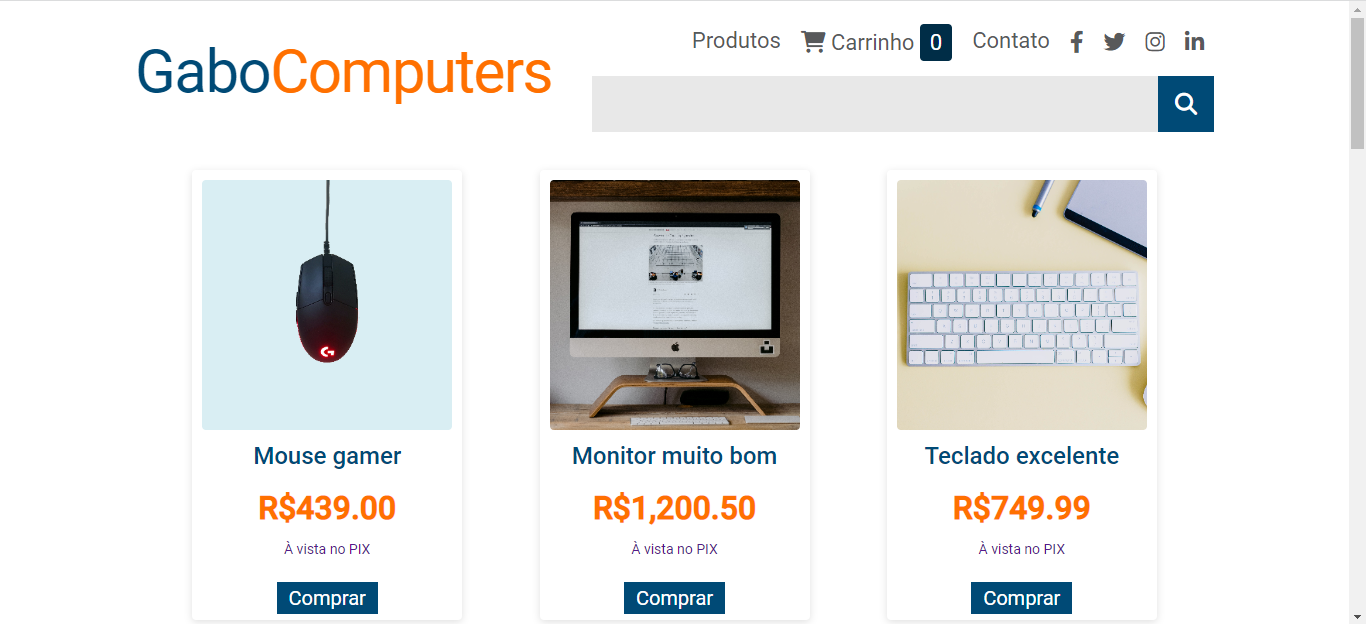 Produtos Carrinho 0 Contato
GaboComputers
Mouse gamer
R$439.00
À vista no PIX
Comprar
Monitor muito bom
R$1,200.50
À vista no PIX
Comprar
Teclado excelente
R$749.99
À vista no PIX
Comprar